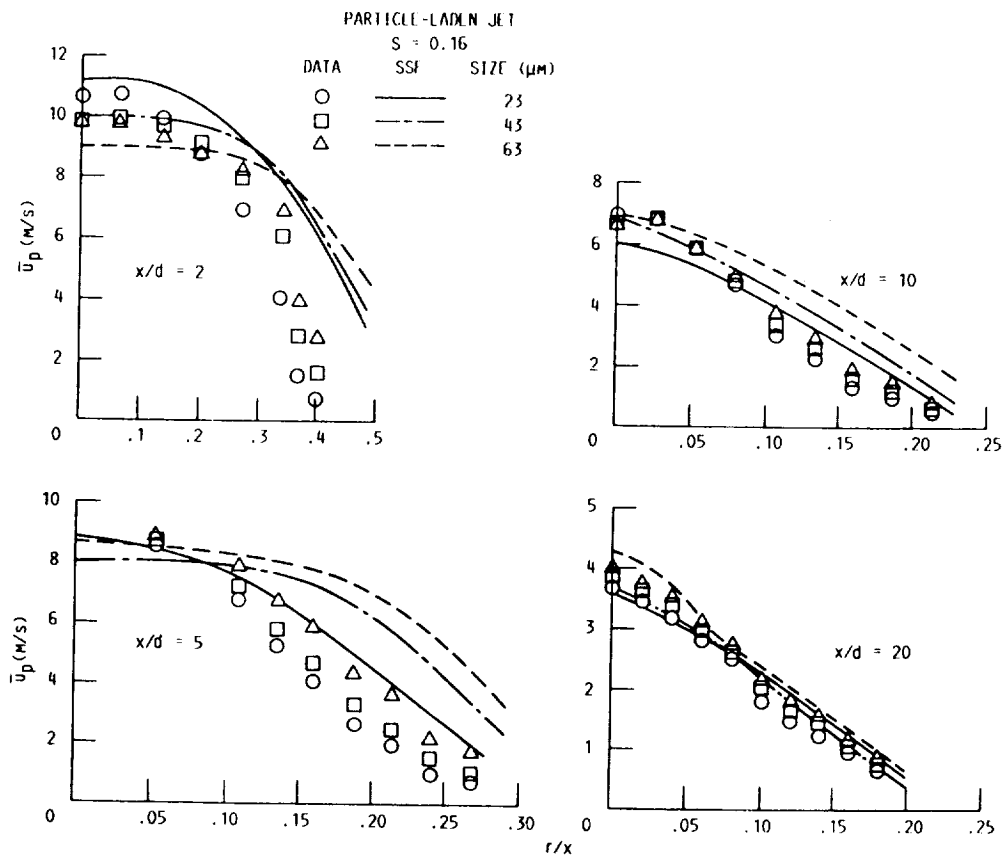 PARTICLE-LADEN JET
S = 0.16
DATA SSF SIZE (μM)
23
43
63
12
10
8
6
4
2
0
ūp (M/S)
x/d = 2
.1 .2 .3 .4 .5
8
6
4
2
0
x/d = 10
.05 .10 .15 .20 .25
10
8
6
4
2
0
ūp (M/S)
x/d = 5
.05 .10 .15 .20 .25 .30
5
4
3
2
1
0
x/d = 20
.05 .10 .15 .20 .25
r/x